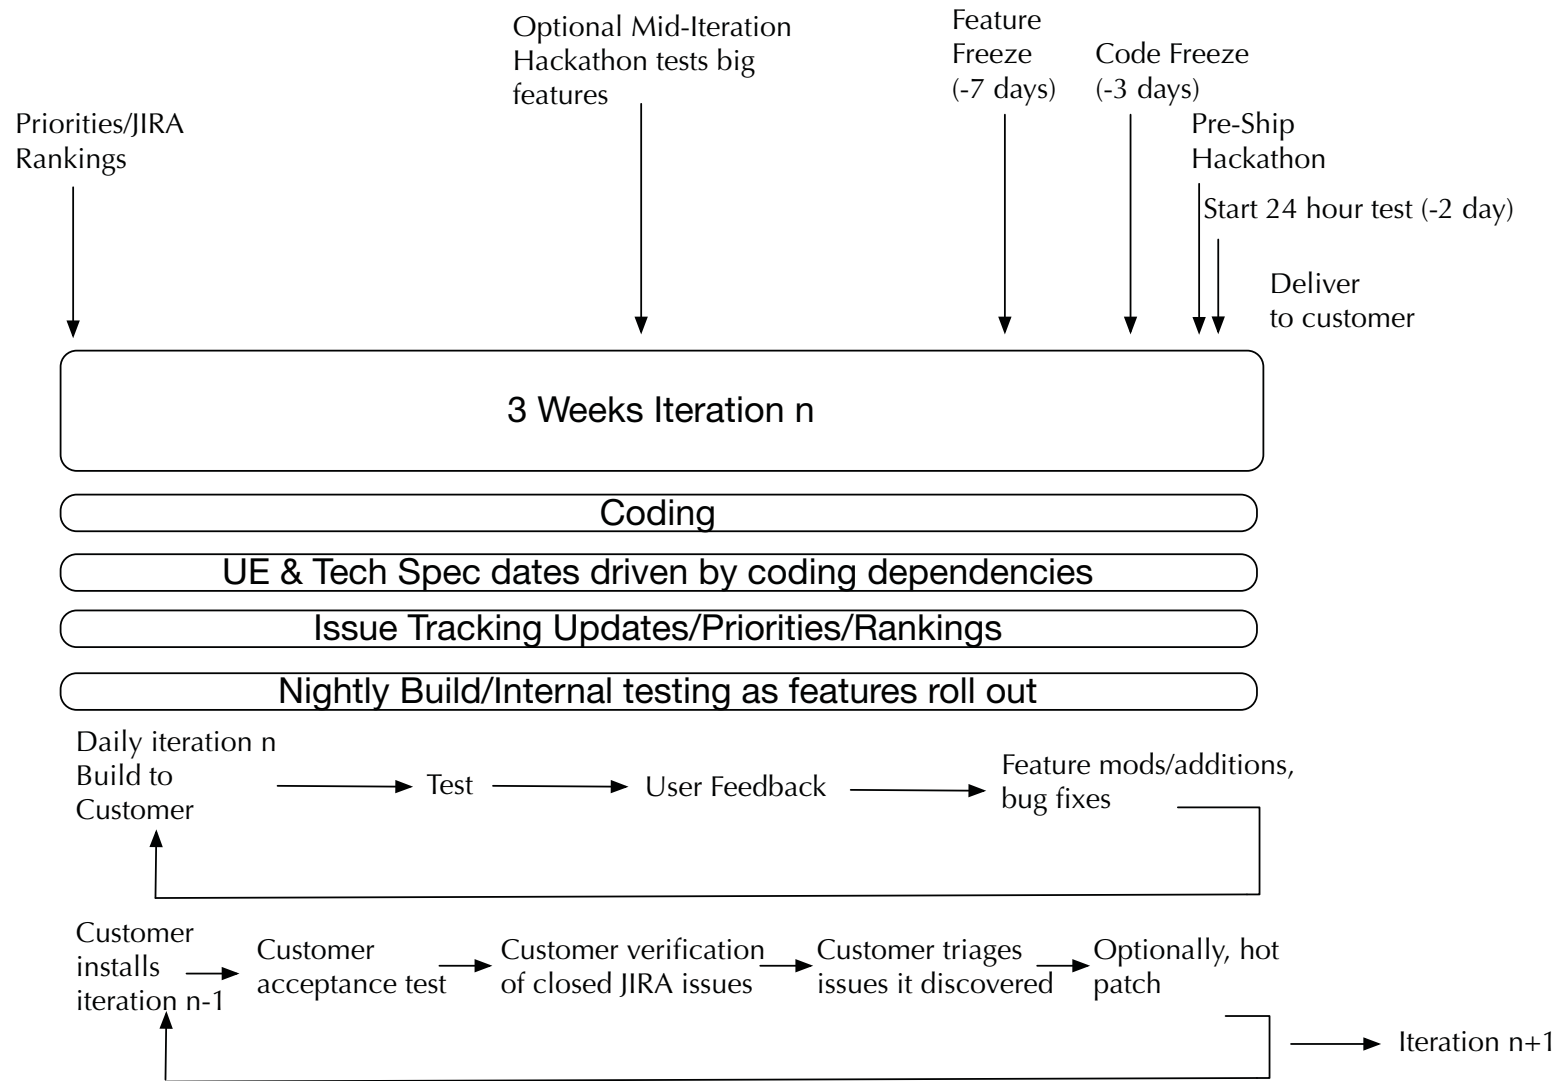 Optional Mid-Iteration
Hackathon tests big
features
Feature
Freeze
(-7 days)
Code Freeze
(-3 days)
Priorities/JIRA
Rankings
Pre-Ship
Hackathon
Start 24 hour test (-2 day)
Deliver
to customer
3 Weeks Iteration n
Coding
UE & Tech Spec dates driven by coding dependencies
Issue Tracking Updates/Priorities/Rankings
Nightly Build/Internal testing as features roll out
Daily iteration n
Build to
Customer
Test
User Feedback
Feature mods/additions,
bug fixes
Customer
installs
iteration n-1
Customer
acceptance test
Customer verification
of closed JIRA issues
Customer triages
issues it discovered
Optionally, hot
patch
Iteration n+1